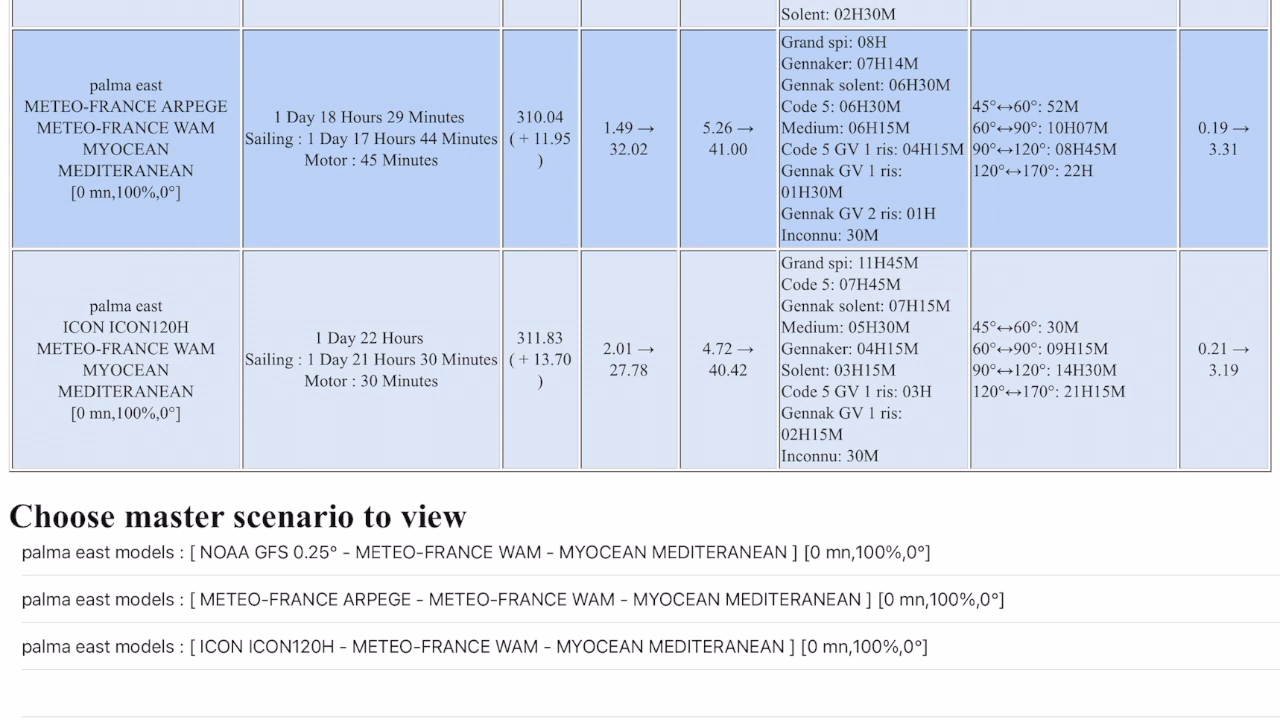 Solent: 02H30M
palma east
METEO-FRANCE ARPEGE
METEO-FRANCE WAM
MYOCEAN
MEDITERANEAN
[0 mn,100%,0°]
1 Day 18 Hours 29 Minutes
Sailing : 1 Day 17 Hours 44 Minutes
Motor : 45 Minutes
310.04
( + 11.95
)
1.49 →
32.02
5.26 →
41.00
Grand spi: 08H
Gennaker: 07H14M
Gennak solent: 06H30M
Code 5: 06H30M
Medium: 06H15M
Code 5 GV 1 ris: 04H15M
Gennak GV 1 ris:
01H30M
Gennak GV 2 ris: 01H
Inconnu: 30M
45°↔60°: 52M
60°↔90°: 10H07M
90°↔120°: 08H45M
120°↔170°: 22H
0.19 →
3.31
palma east
ICON ICON120H
METEO-FRANCE WAM
MYOCEAN
MEDITERANEAN
[0 mn,100%,0°]
1 Day 22 Hours
Sailing : 1 Day 21 Hours 30 Minutes
Motor : 30 Minutes
311.83
( + 13.70
)
2.01 →
27.78
4.72 →
40.42
Grand spi: 11H45M
Code 5: 07H45M
Gennak solent: 07H15M
Medium: 05H30M
Gennaker: 04H15M
Solent: 03H15M
Code 5 GV 1 ris: 03H
Gennak GV 1 ris:
02H15M
Inconnu: 30M
45°↔60°: 30M
60°↔90°: 09H15M
90°↔120°: 14H30M
120°↔170°: 21H15M
0.21 →
3.19
Choose master scenario to view
palma east models : [ NOAA GFS 0.25° - METEO-FRANCE WAM - MYOCEAN MEDITERANEAN ] [0 mn,100%,0°]
palma east models : [ METEO-FRANCE ARPEGE - METEO-FRANCE WAM - MYOCEAN MEDITERANEAN ] [0 mn,100%,0°]
palma east models : [ ICON ICON120H - METEO-FRANCE WAM - MYOCEAN MEDITERANEAN ] [0 mn,100%,0°]